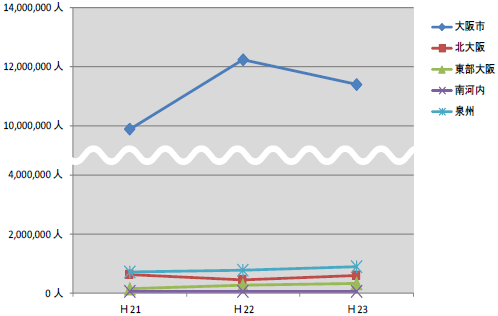 14,000,000 人
12,000,000 人
10,000,000 人
4,000,000 人
2,000,000 人
0 人
H 21
H 22
H 23
大阪市
北大阪
東部大阪
南河内
泉州